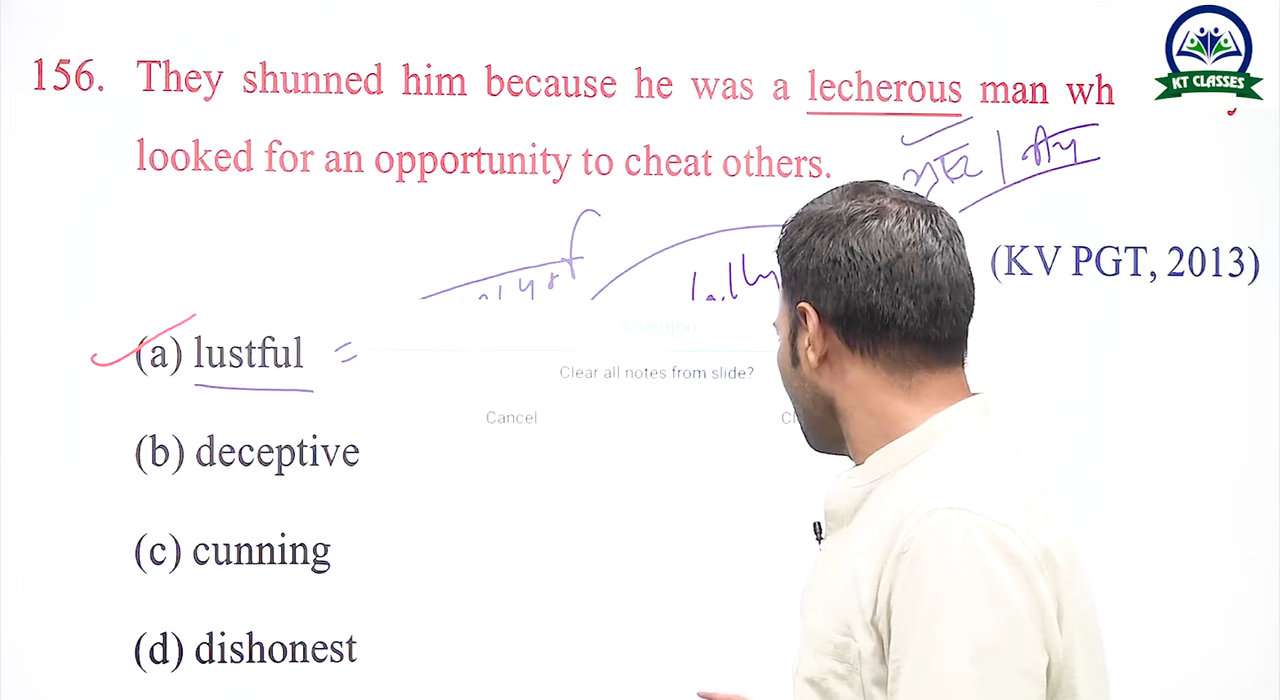 KT CLASSES
156. They shunned him because he was a lecherous man wh
looked for an opportunity to cheat others.
(KV PGT, 2013)
(a) lustful =
Attention
Clear all notes from slide?
Cancel
(b) deceptive
(c) cunning
(d) dishonest